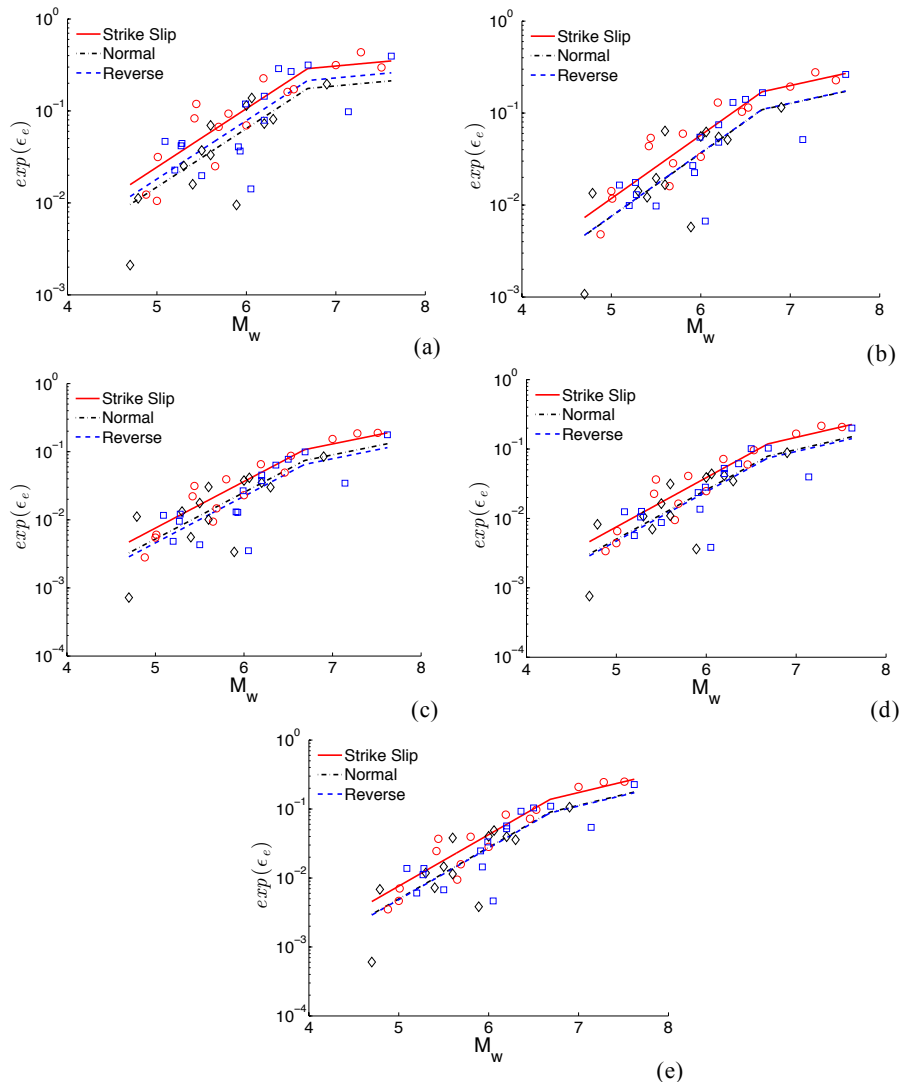 10^0
Strike Slip
Normal
Reverse
10^-1
10^-2
10^-3
exp(ϵ_e)
4 5 6 7 8
M_w
(a)
10^0
Strike Slip
Normal
Reverse
10^-1
10^-2
10^-3
exp(ϵ_e)
4 5 6 7 8
M_w
(b)
10^0
Strike Slip
Normal
Reverse
10^-1
10^-2
10^-3
10^-4
exp(ϵ_e)
4 5 6 7 8
M_w
(c)
10^0
Strike Slip
Normal
Reverse
10^-1
10^-2
10^-3
10^-4
exp(ϵ_e)
4 5 6 7 8
M_w
(d)
10^0
Strike Slip
Normal
Reverse
10^-1
10^-2
10^-3
10^-4
exp(ϵ_e)
4 5 6 7 8
M_w
(e)